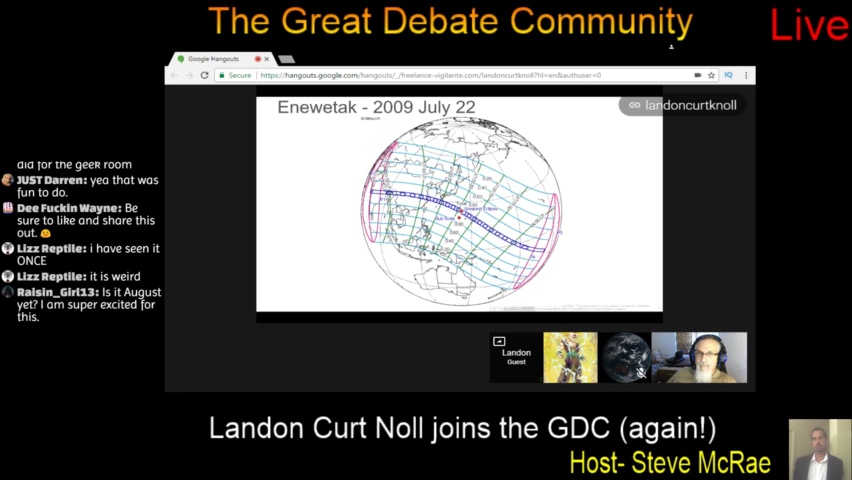 The Great Debate Community
Live
Google Hangouts
Secure
https://hangouts.google.com/hangouts/_/freelance-vigilante.com/landoncurtknoll?hl=en&authuser=0
Enewetak - 2009 July 22
landoncurtknoll
did for the geek room
JUST Darren: yea that was
fun to do.
Dee Fuckin Wayne: Be
sure to like and share this
out.
Lizz Reptile: i have seen it
ONCE
Lizz Reptile: it is weird
Raisin_Girl13: Is it August
yet? I am super excited for
this.
Greatest Eclipse
Landon
Guest
Landon Curt Noll joins the GDC (again!)
Host- Steve McRae